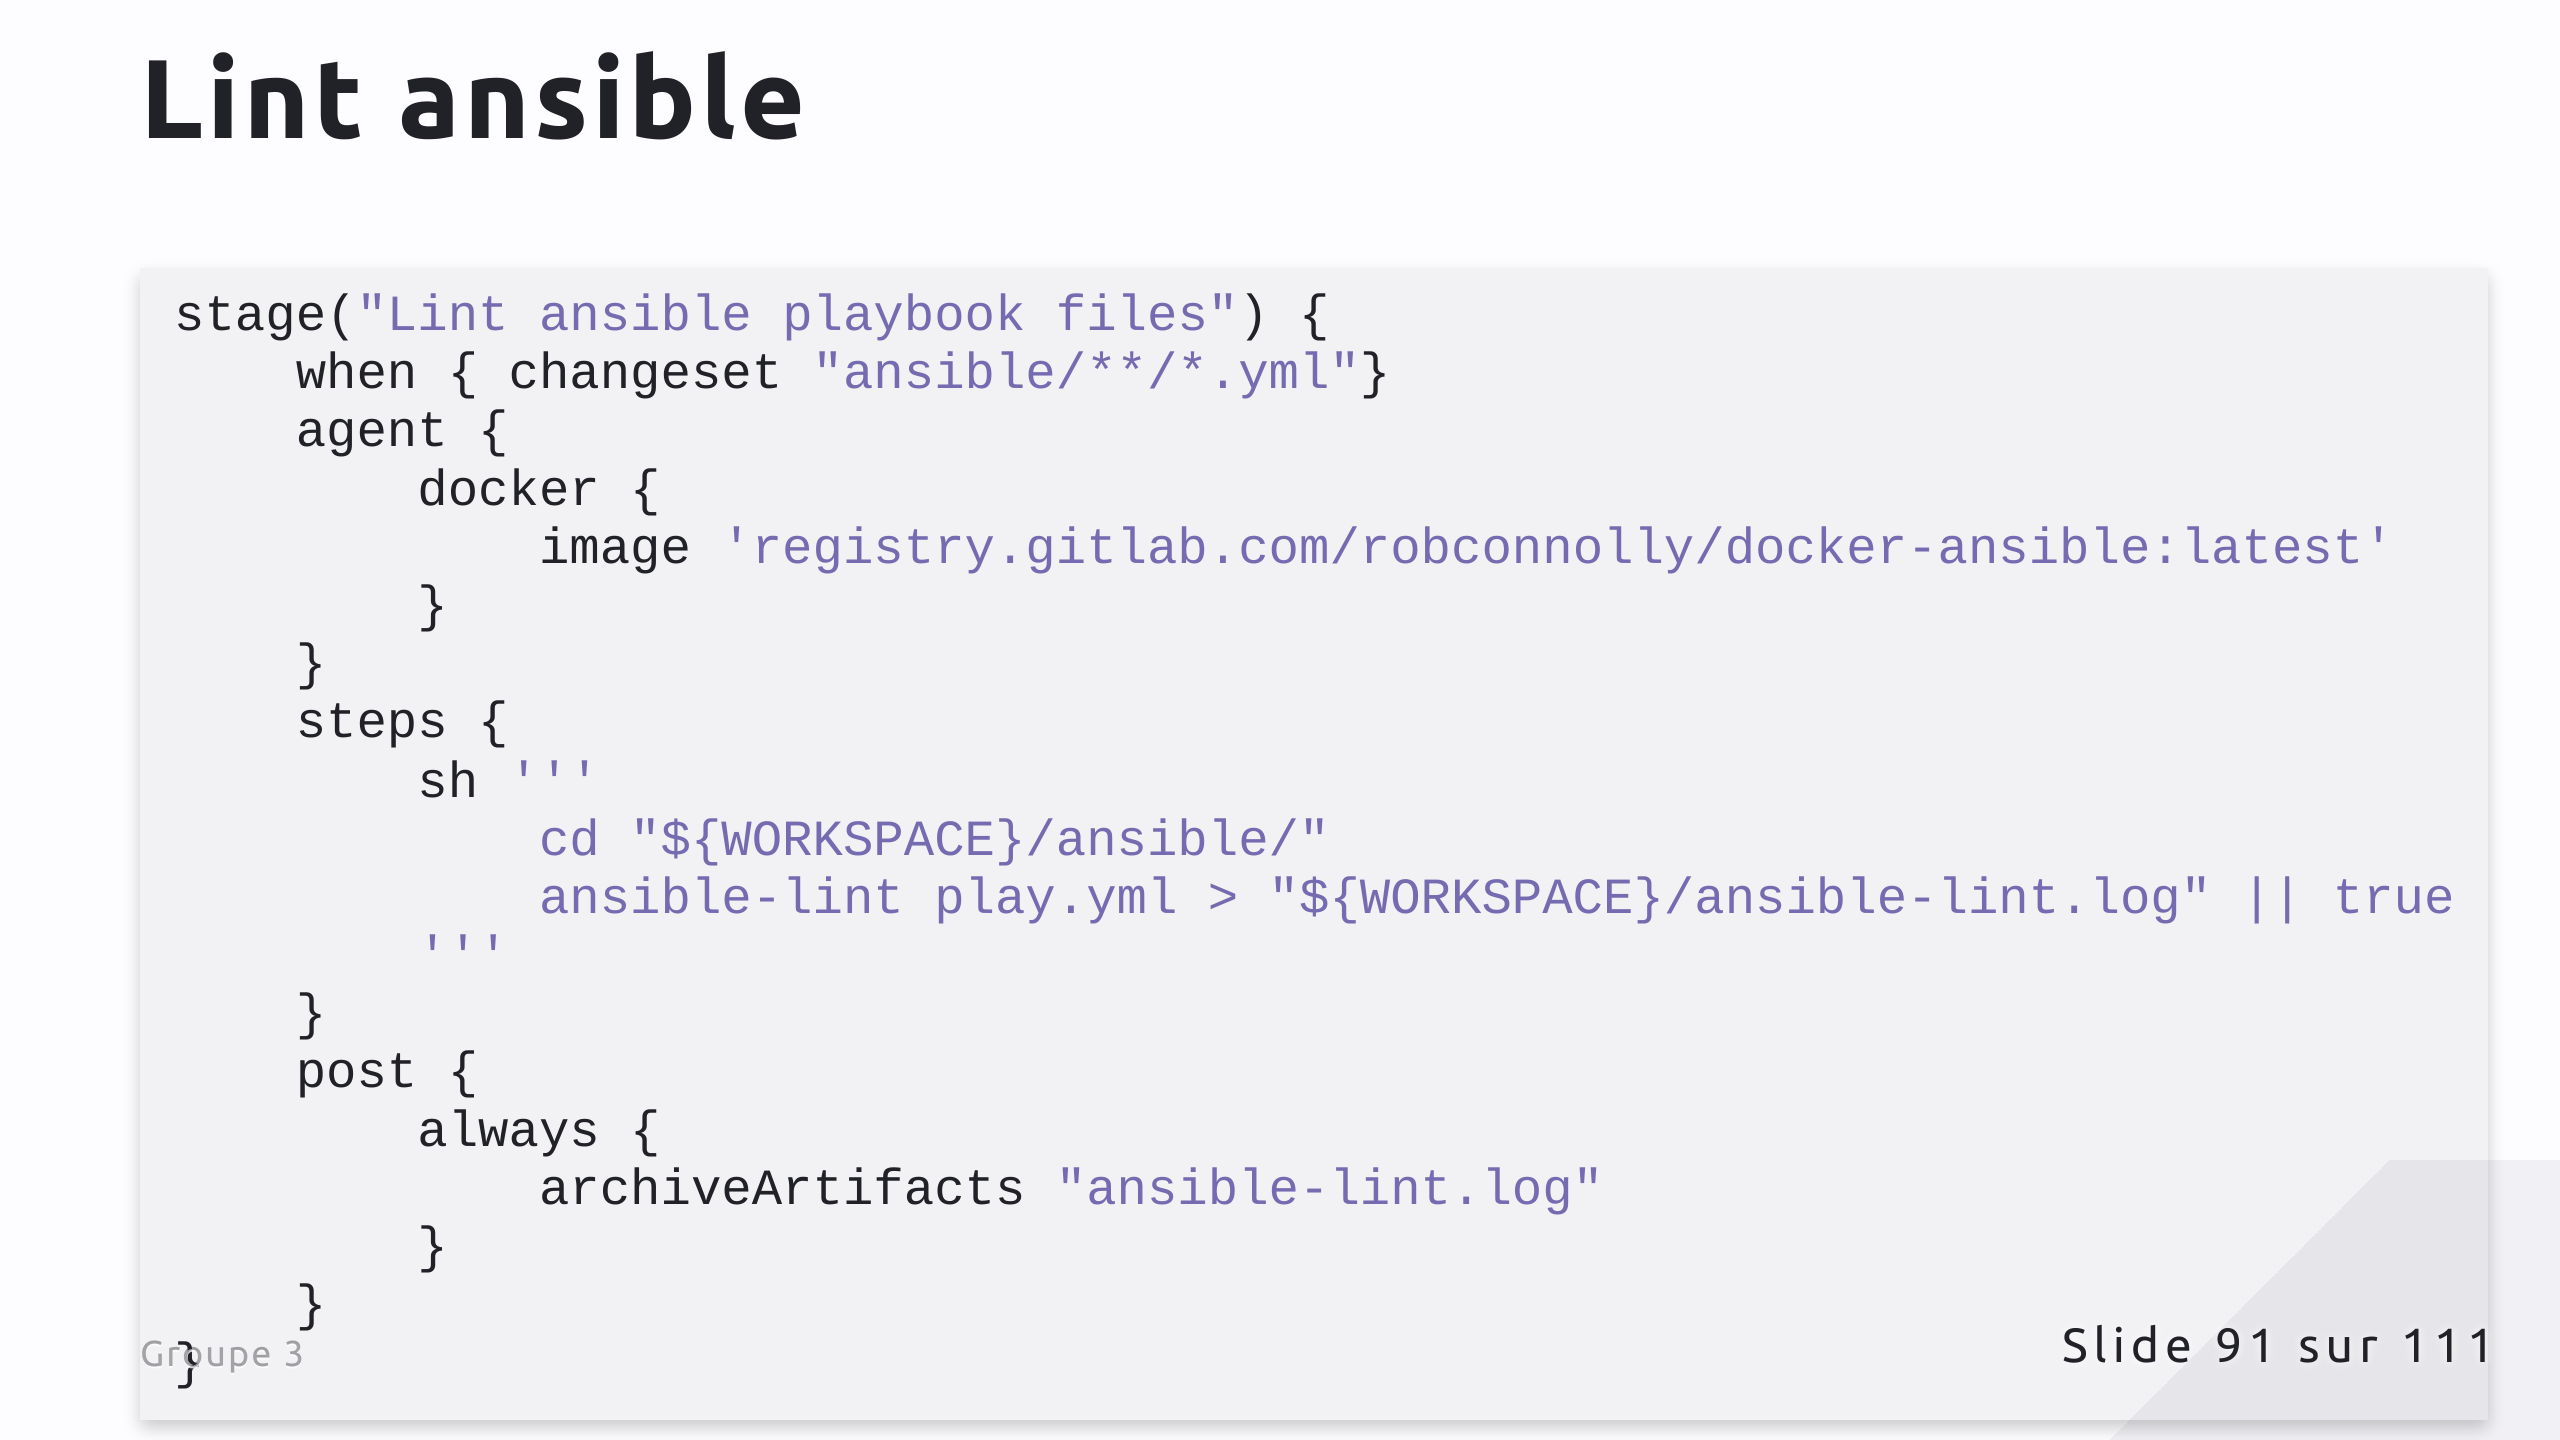 Lint ansible
stage("Lint ansible playbook files") {
    when { changeset "ansible/**/*.yml"}
    agent {
        docker {
            image 'registry.gitlab.com/robconnolly/docker-ansible:latest'
        }
    }
    steps {
        sh '''
            cd "${WORKSPACE}/ansible/"
            ansible-lint play.yml > "${WORKSPACE}/ansible-lint.log" || true
        '''
    }
    post {
        always {
            archiveArtifacts "ansible-lint.log"
        }
    }
}
Groupe 3
Slide 91 sur 111